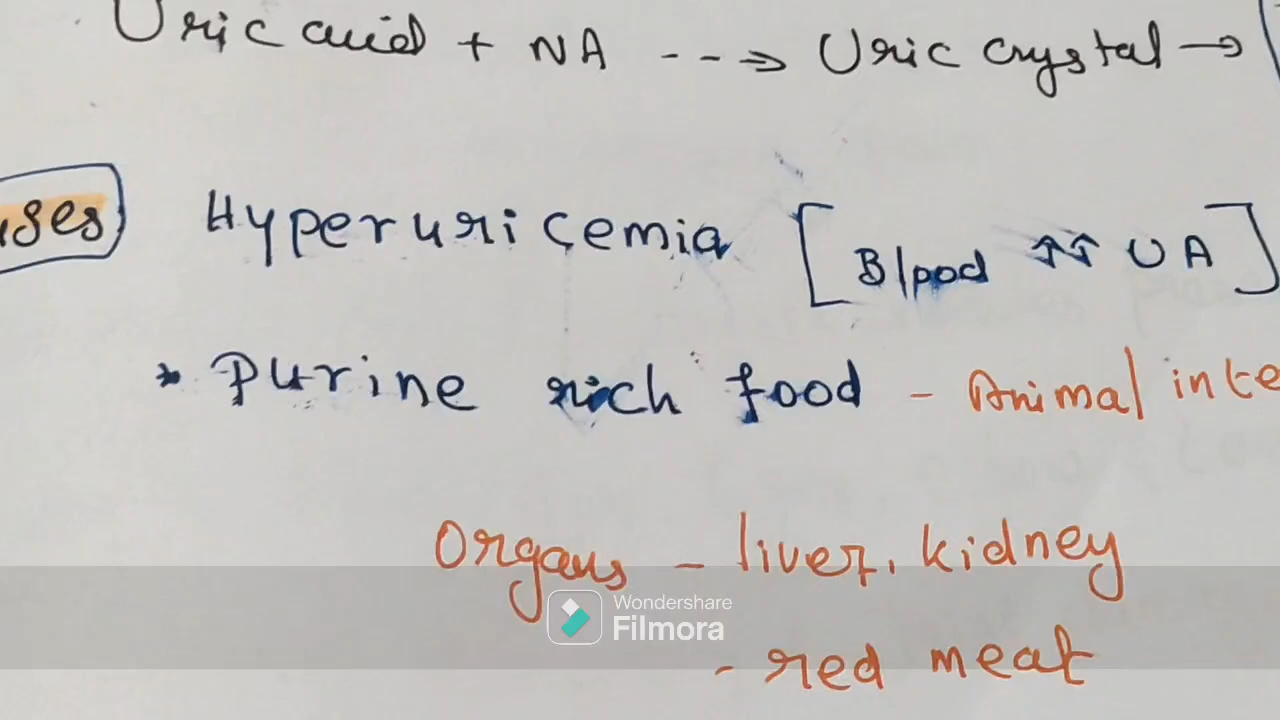 Uric acid + NA ---> Uric crystal →
uses Hyperuricemia [Blood ↑↑ UA]
* Purine rich food - Animal inte
Organs - liver, kidney
Wondershare
Filmora
- red meat